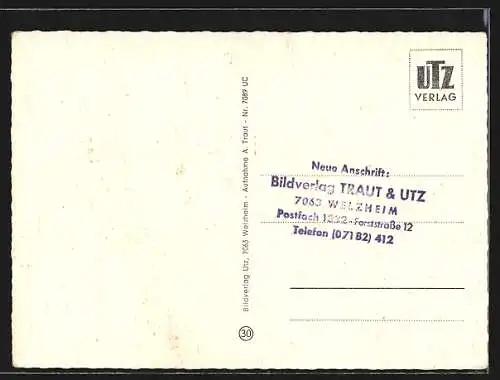 UTZ
VERLAG
Bildverlag Utz, 7063 Welzheim - Aufnahme A. Traut - Nr. 7089 UC
Neue Anschrift:
Bildverlag TRAUT & UTZ
7063 WELZHEIM
Postfach 1222 - Forststraße 12
Telefon (07182) 412
30